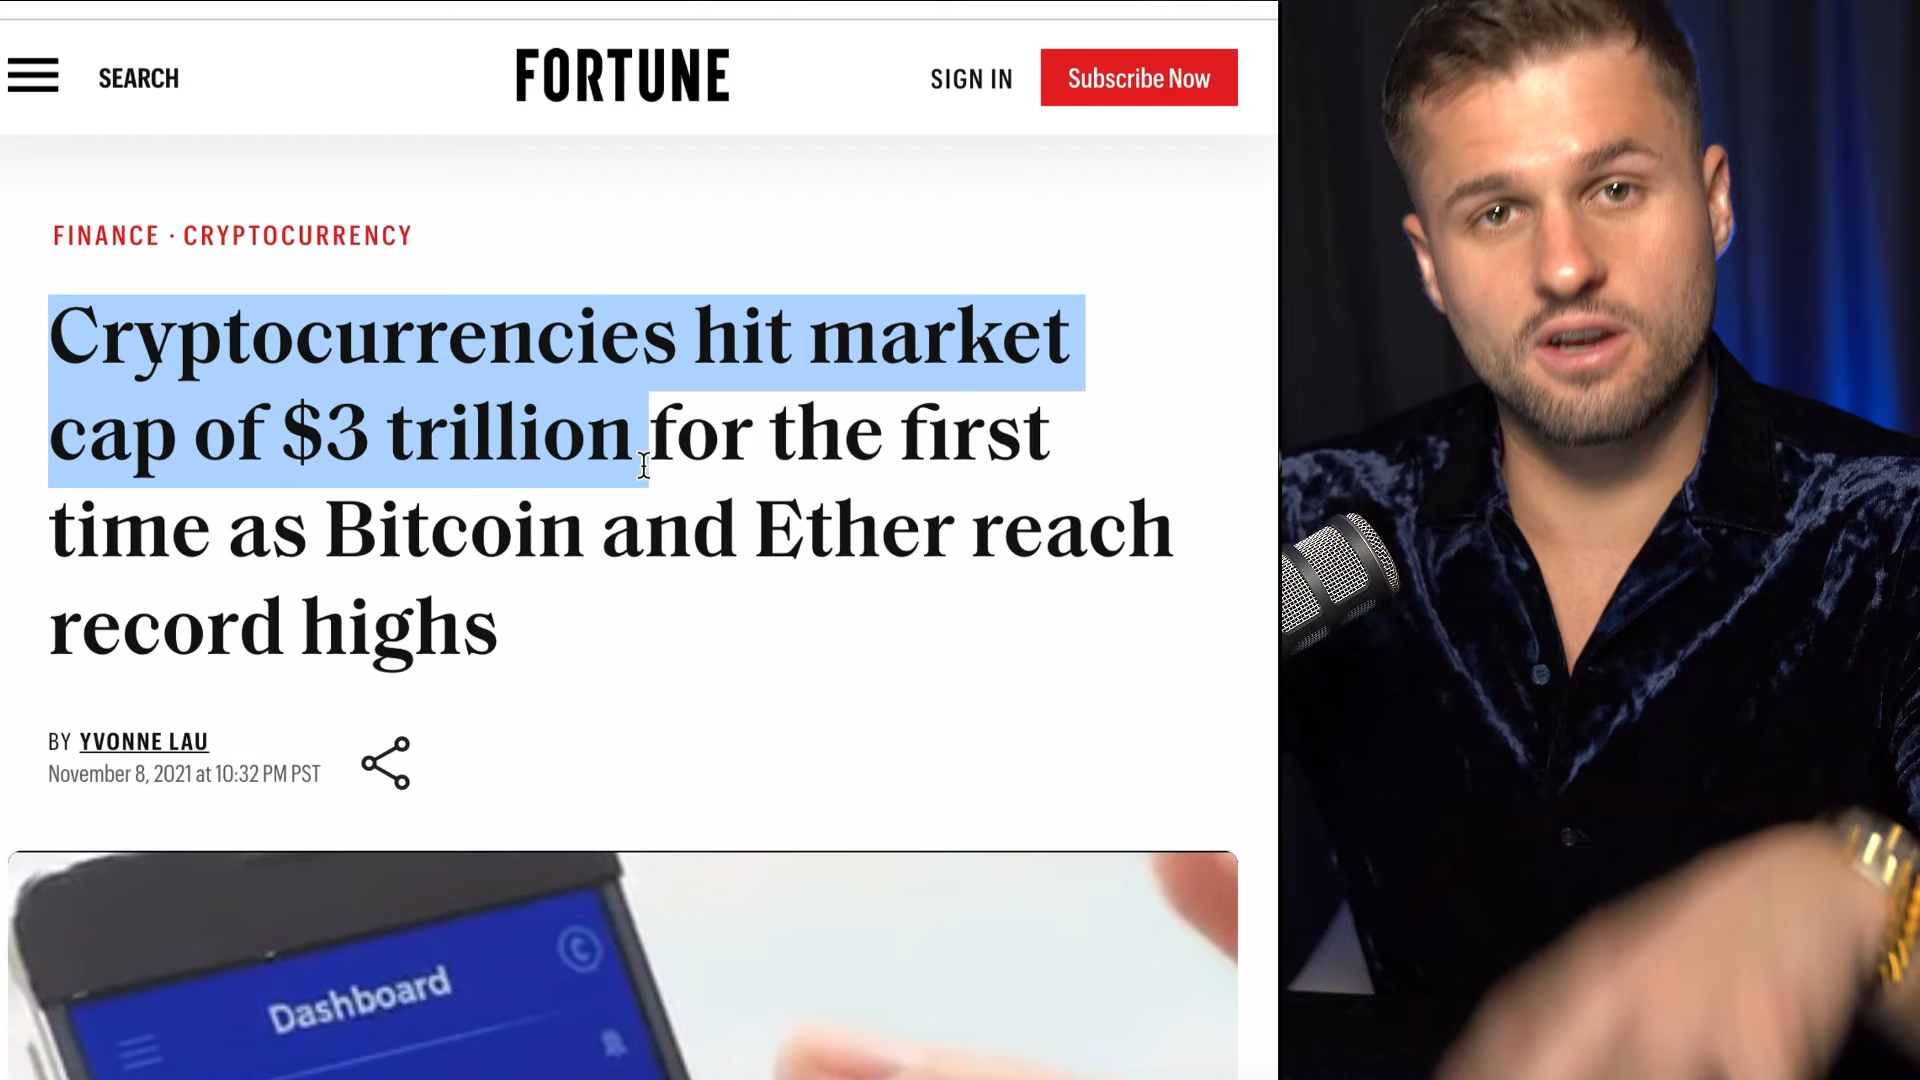 SEARCH
FORTUNE
SIGN IN
Subscribe Now
FINANCE · CRYPTOCURRENCY
Cryptocurrencies hit market
cap of $3 trillion for the first
time as Bitcoin and Ether reach
record highs
BY YVONNE LAU
November 8, 2021 at 10:32 PM PST
Dashboard